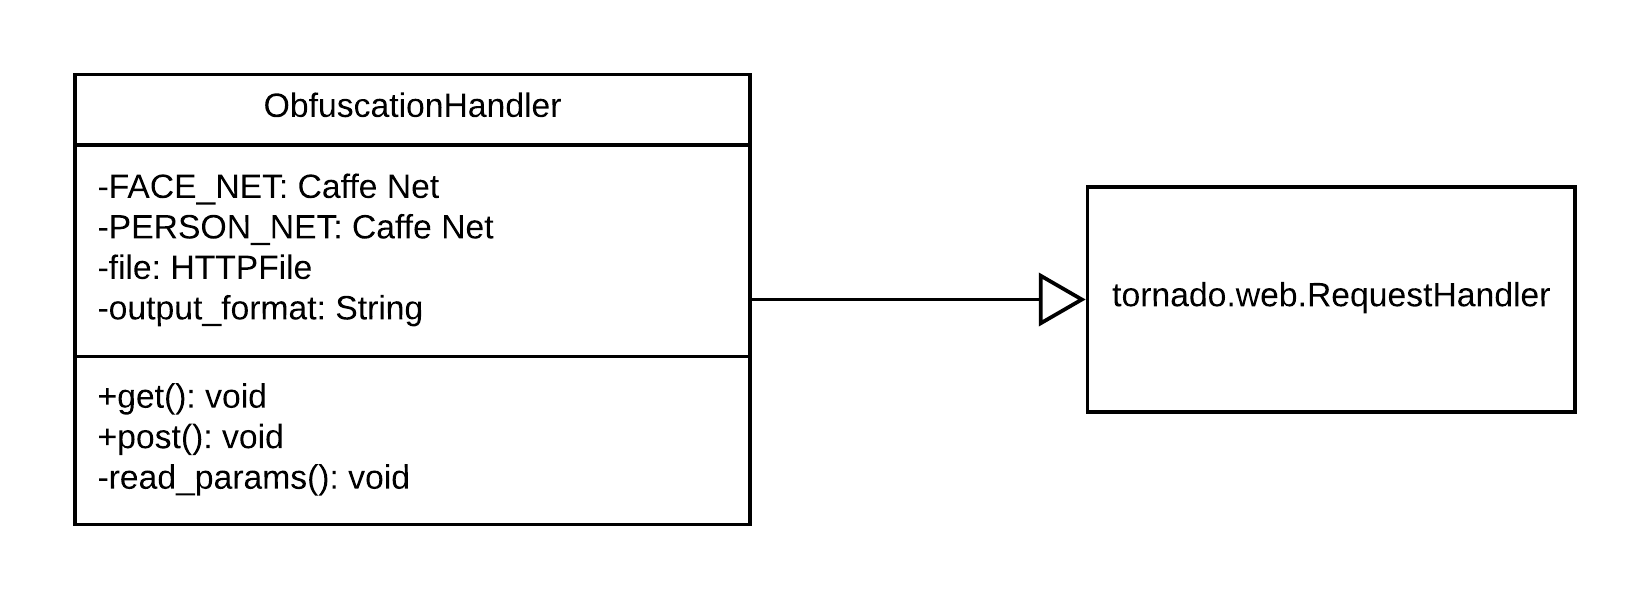 ObfuscationHandler
-FACE_NET: Caffe Net
-PERSON_NET: Caffe Net
-file: HTTPFile
-output_format: String
+get(): void
+post(): void
-read_params(): void
tornado.web.RequestHandler